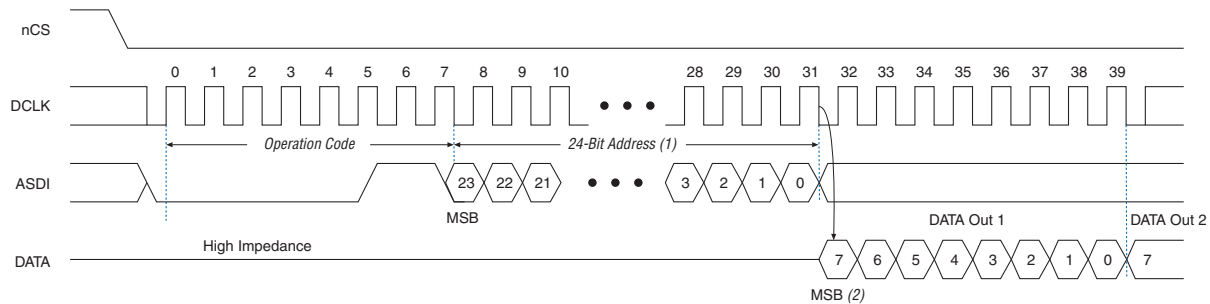 nCS
0 1 2 3 4 5 6 7 8 9 10 28 29 30 31 32 33 34 35 36 37 38 39
DCLK
Operation Code 24-Bit Address (1)
ASDI 23 22 21 3 2 1 0
MSB
DATA Out 1 DATA Out 2
High Impedance
DATA 7 6 5 4 3 2 1 0 7
MSB (2)